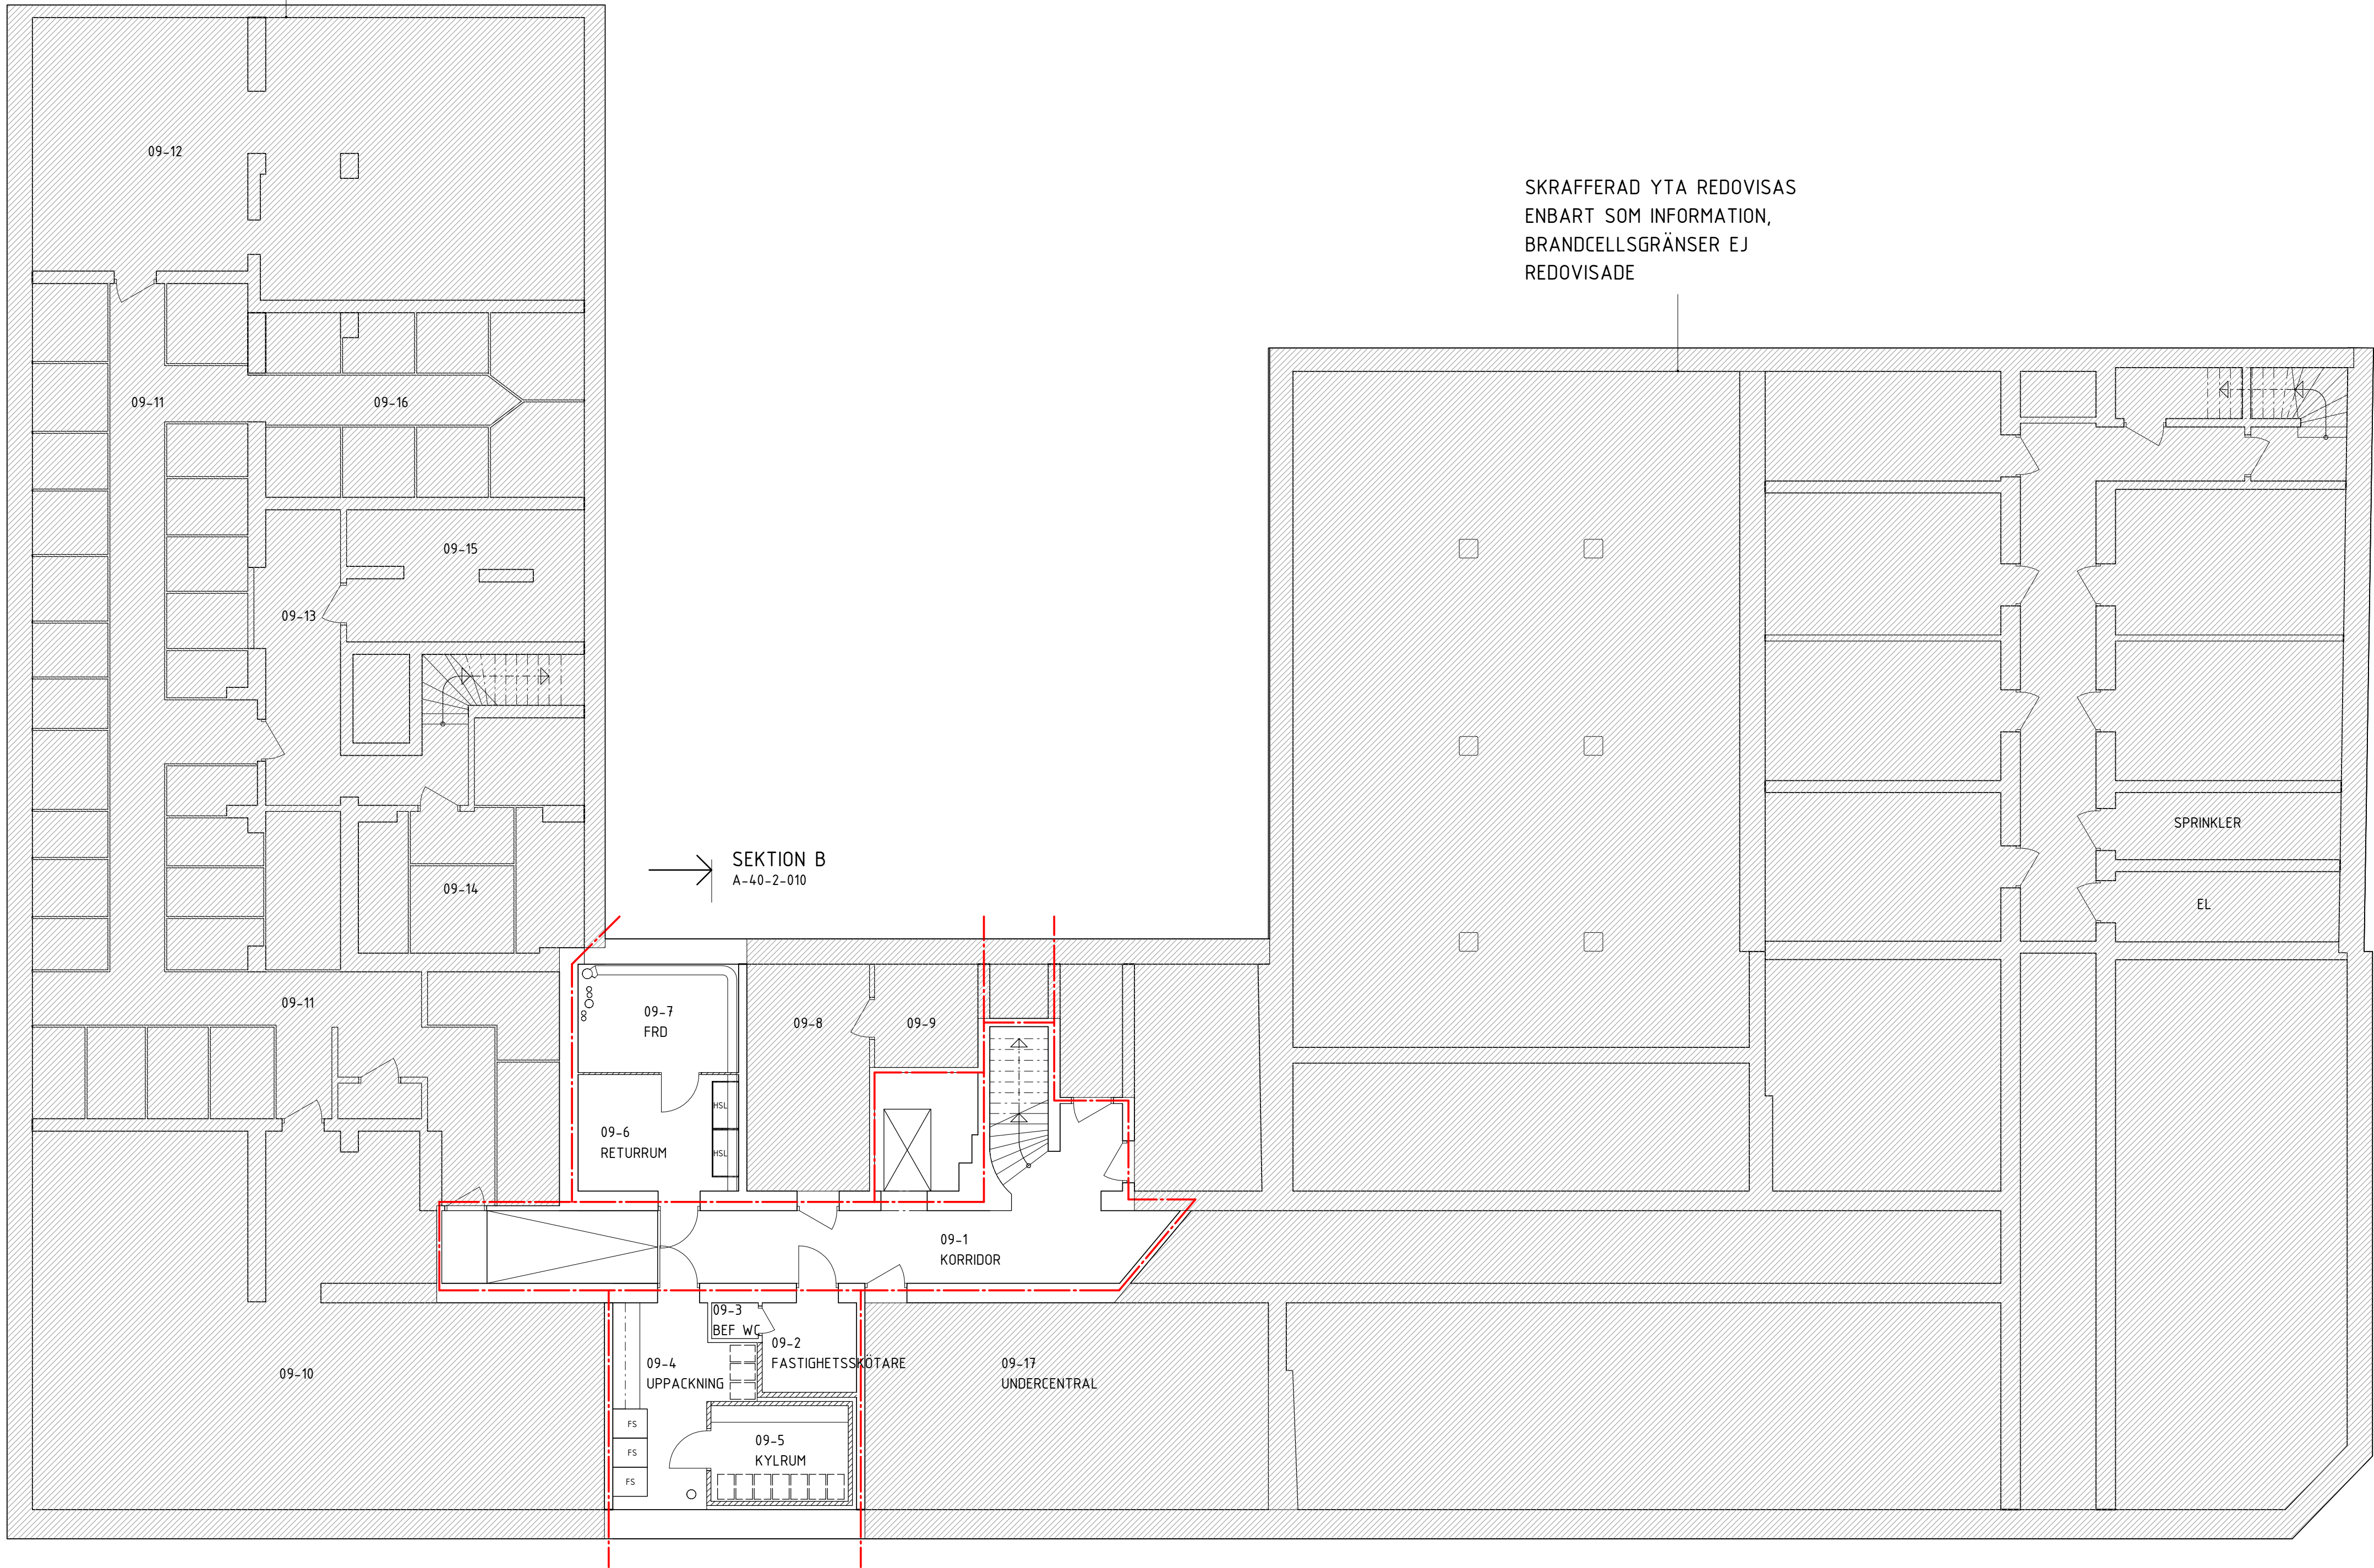 09-12
SKRAFFERAD YTA REDOVISAS
ENBART SOM INFORMATION,
BRANDCELLSGRÄNSER EJ
REDOVISADE
09-11
09-16
09-15
09-13
SPRINKLER
SEKTION B
A-40-2-010
09-14
EL
09-11
09-7
FRD
09-8
09-9
HSL
09-6
RETURRUM
HSL
09-1
KORRIDOR
09-3
BEF WC
09-2
FASTIGHETSSKÖTARE
09-4
UPPACKNING
09-17
UNDERCENTRAL
09-10
FS
FS
FS
09-5
KYLRUM